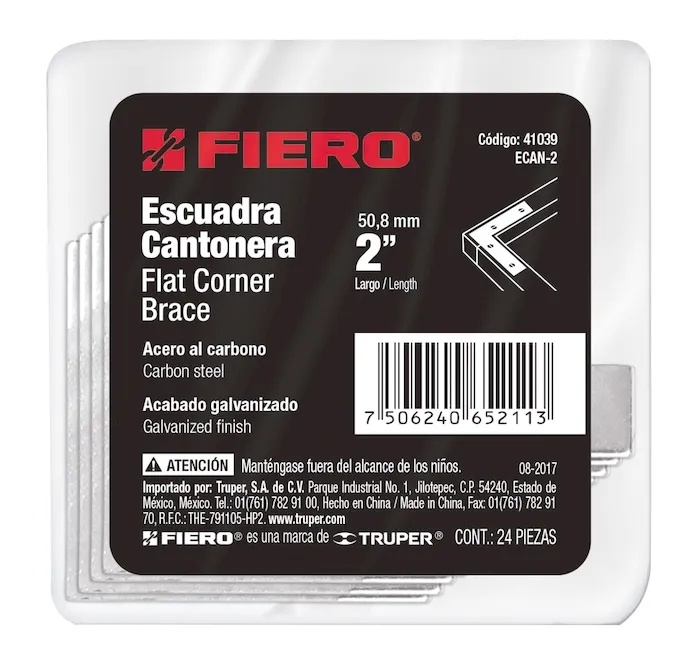 FIERO®
Código: 41039
ECAN-2
Escuadra
Cantonera
Flat Corner
Brace
50,8 mm
2”
Largo / Length
Acero al carbono
Carbon steel
Acabado galvanizado
Galvanized finish
7 506240 652113
ATENCIÓN Manténgase fuera del alcance de los niños. 08-2017
Importado por: Truper, S.A. de C.V. Parque Industrial No. 1, Jilotepec, C.P. 54240, Estado de
México, México. Tel.: 01(761) 782 91 00, Hecho en China / Made in China, Fax: 01(761) 782 91
70, R.F.C.: THE-791105-HP2. www.truper.com
FIERO® es una marca de TRUPER® CONT.: 24 PIEZAS